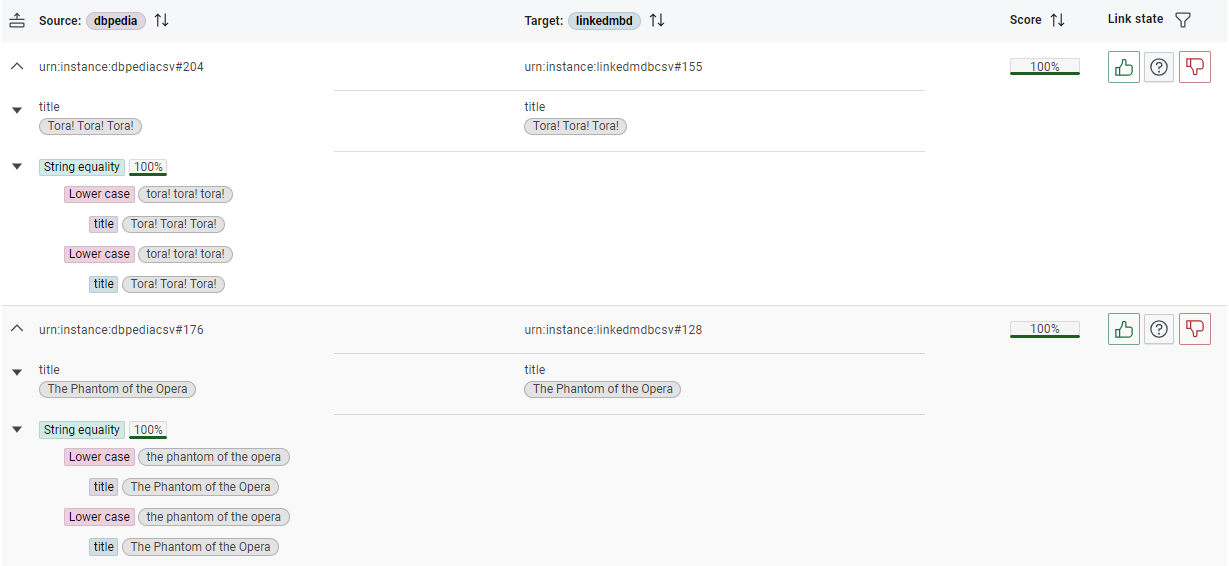 Source: dbpedia Target: linkedmbd Score Link state
urn:instance:dbpediacsv#204 urn:instance:linkedmdbcsv#155 100%
title title
Tora! Tora! Tora! Tora! Tora! Tora!
String equality 100%
Lower case tora! tora! tora!
title Tora! Tora! Tora!
Lower case tora! tora! tora!
title Tora! Tora! Tora!
urn:instance:dbpediacsv#176 urn:instance:linkedmdbcsv#128 100%
title title
The Phantom of the Opera The Phantom of the Opera
String equality 100%
Lower case the phantom of the opera
title The Phantom of the Opera
Lower case the phantom of the opera
title The Phantom of the Opera